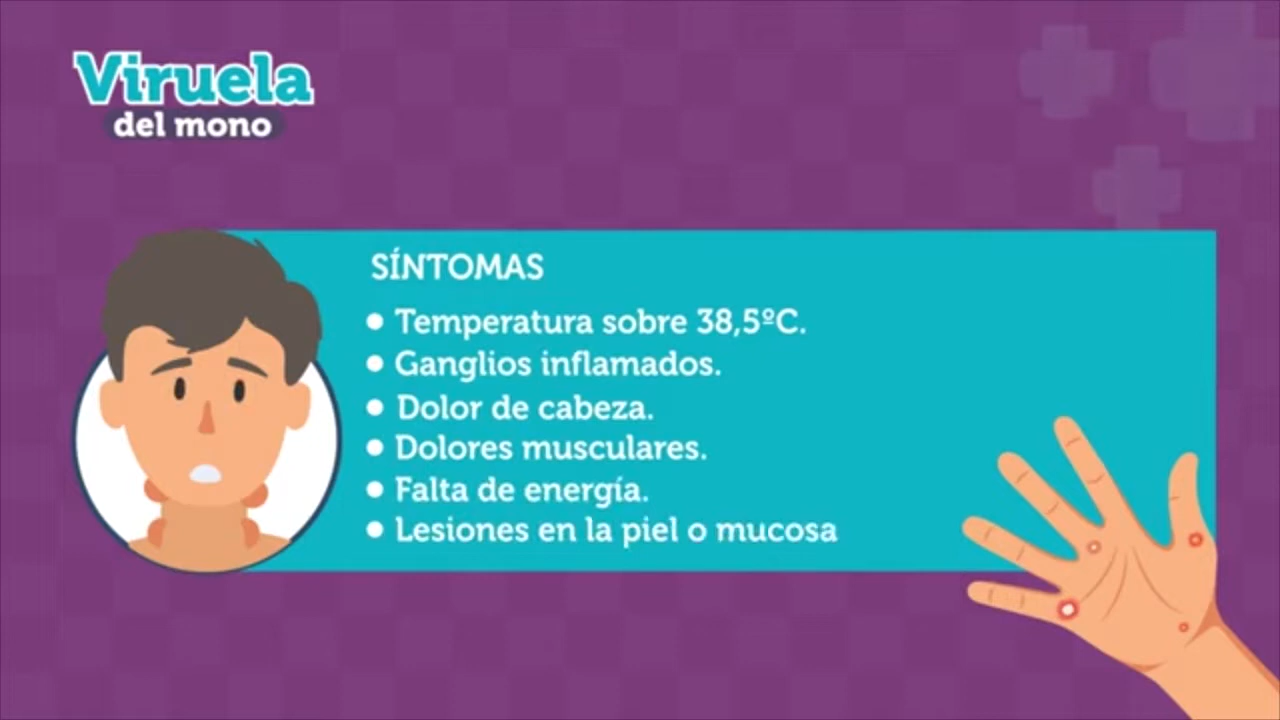 Viruela
del mono
SÍNTOMAS
• Temperatura sobre 38,5ºC.
• Ganglios inflamados.
• Dolor de cabeza.
• Dolores musculares.
• Falta de energía.
• Lesiones en la piel o mucosa